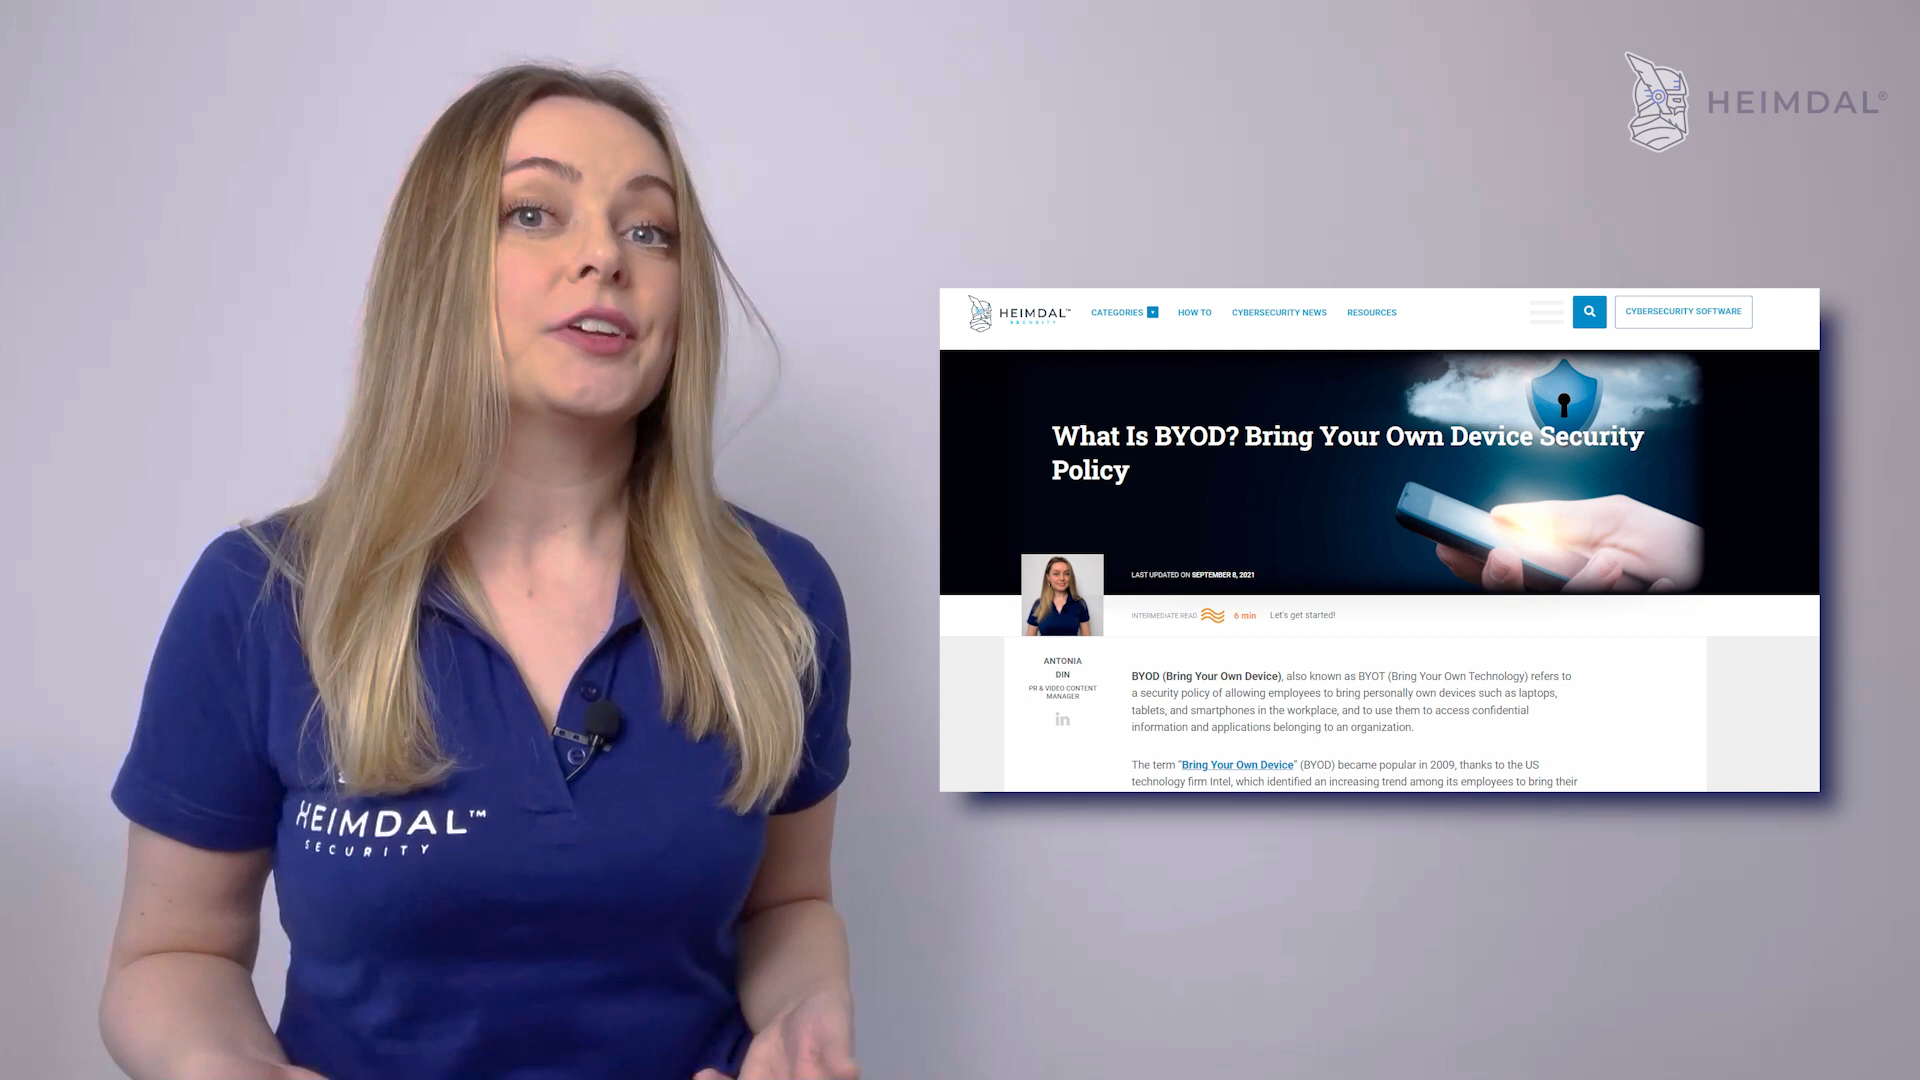 HEIMDAL®
HEIMDAL™
SECURITY
CATEGORIES
HOW TO
CYBERSECURITY NEWS
RESOURCES
CYBERSECURITY SOFTWARE
What Is BYOD? Bring Your Own Device Security
Policy
LAST UPDATED ON SEPTEMBER 8, 2021
INTERMEDIATE READ 6 min Let's get started!
ANTONIA
DIN
PR & VIDEO CONTENT
MANAGER
in
BYOD (Bring Your Own Device), also known as BYOT (Bring Your Own Technology) refers to
a security policy of allowing employees to bring personally own devices such as laptops,
tablets, and smartphones in the workplace, and to use them to access confidential
information and applications belonging to an organization.
The term “Bring Your Own Device” (BYOD) became popular in 2009, thanks to the US
technology firm Intel, which identified an increasing trend among its employees to bring their
HEIMDAL™
SECURITY